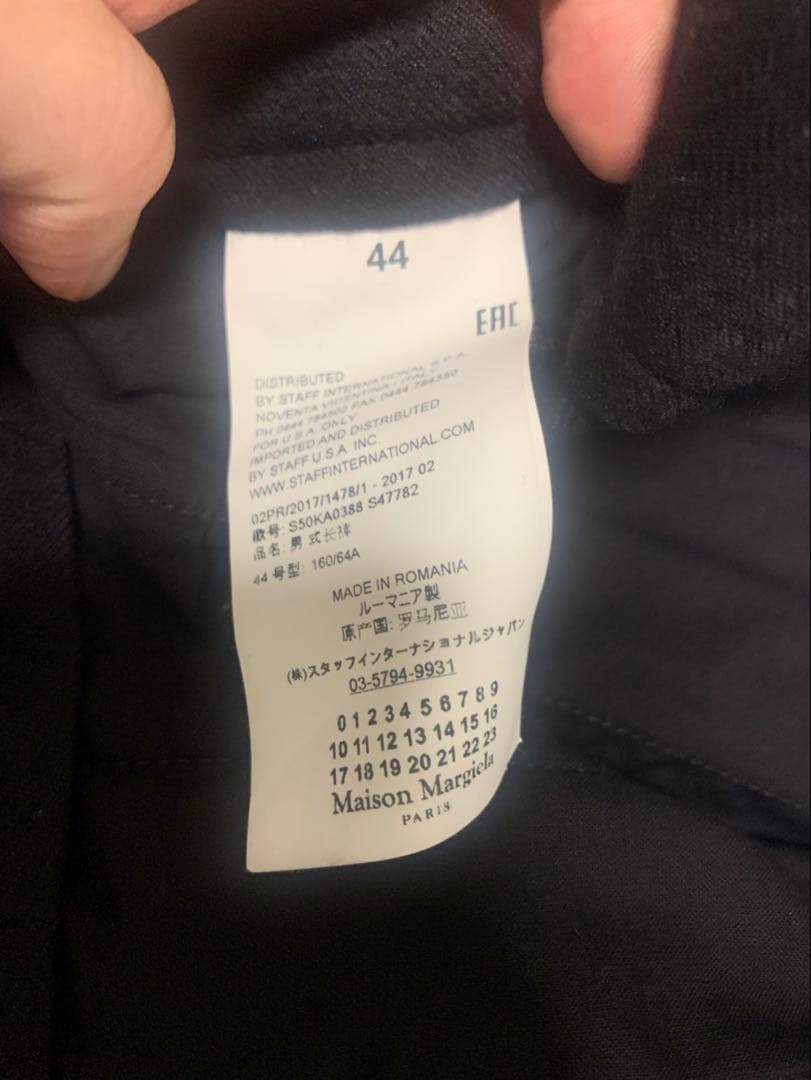 44
EAC
DISTRIBUTED
BY STAFF INTERNATIONAL S.P.A.
NOVENTA VICENTINA - ITALY
PH 0444 784500 FAX 0444 784550
FOR U.S.A. ONLY
IMPORTED AND DISTRIBUTED
BY STAFF U.S.A. INC.
WWW.STAFFINTERNATIONAL.COM
02PR/2017/1478/1 - 2017 02
款号: S50KA0388 S47782
品名: 男 式长裤
44 号型: 160/64A
MADE IN ROMANIA
ルーマニア製
原产国: 罗马尼亚
(株)スタッフインターナショナルジャパン
03-5794-9931
0 1 2 3 4 5 6 7 8 9
10 11 12 13 14 15 16
17 18 19 20 21 22 23
Maison Margiela
PARIS